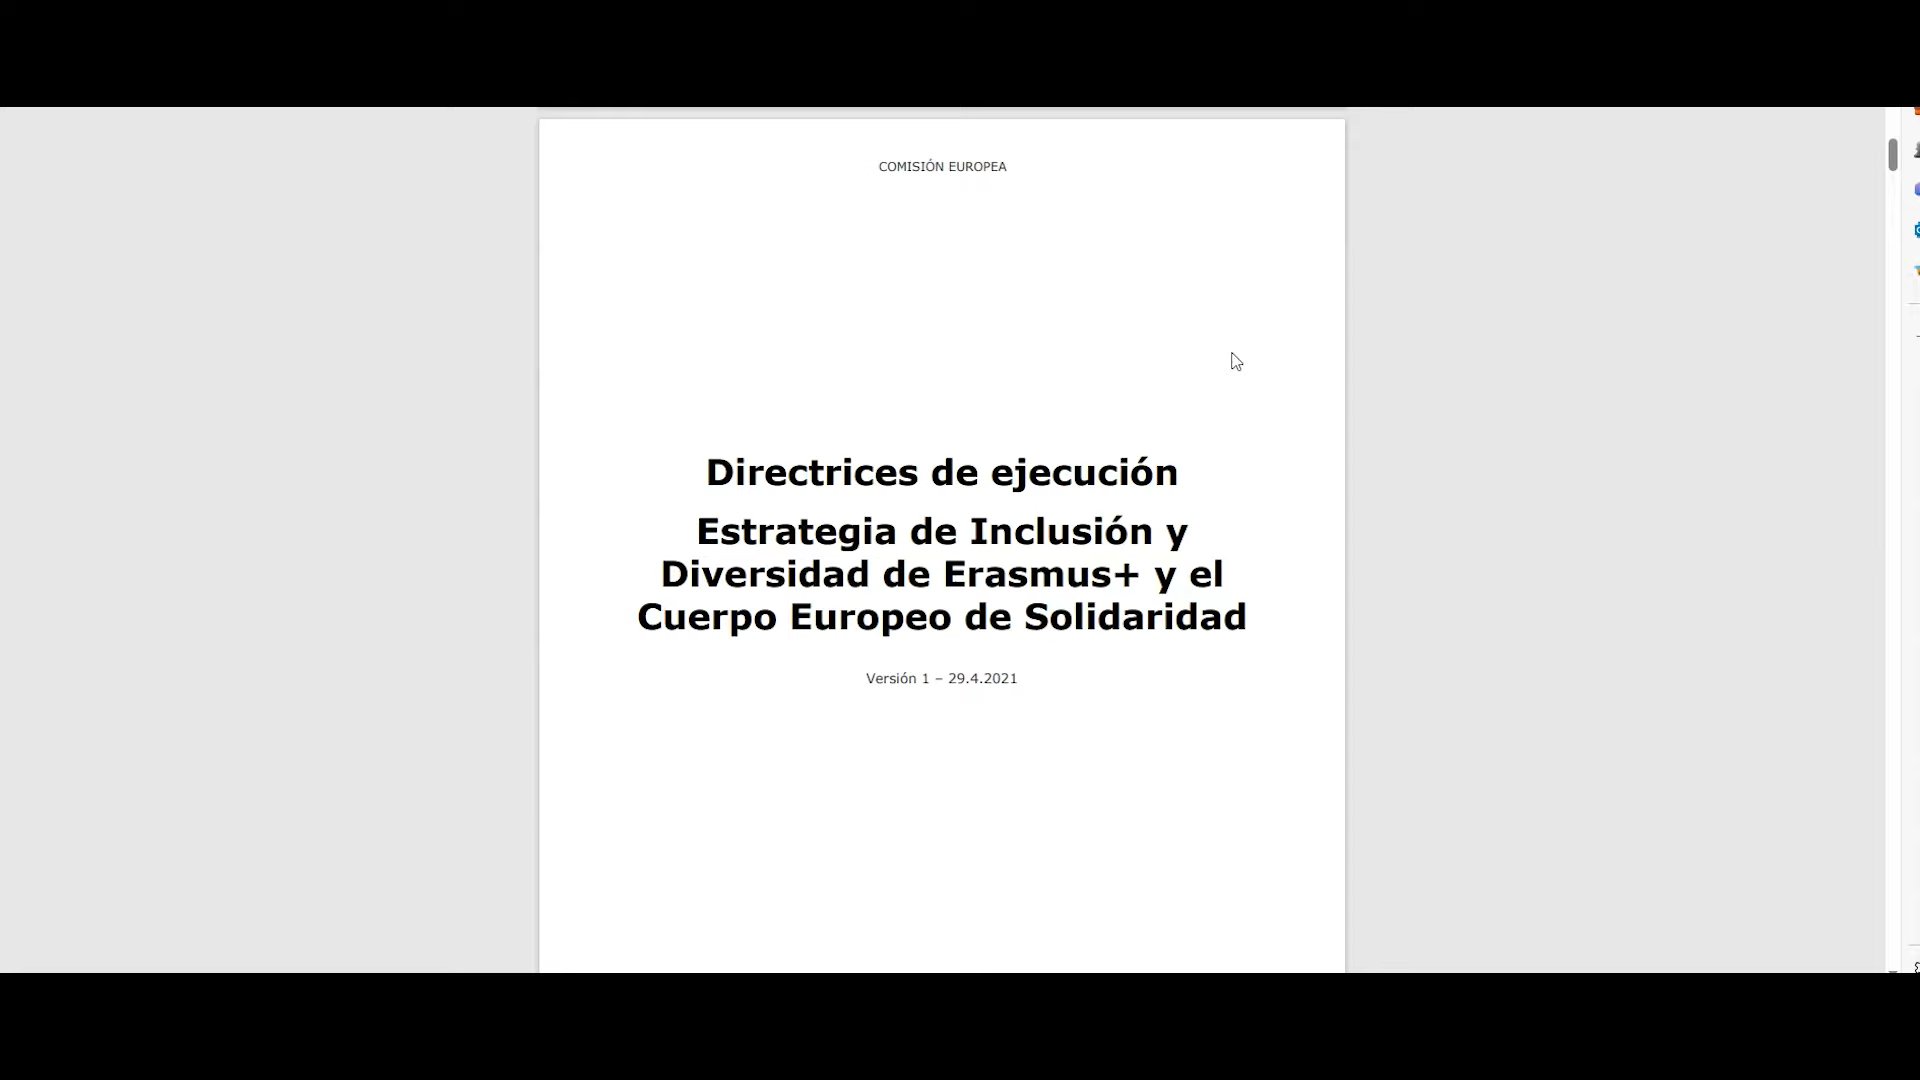 COMISIÓN EUROPEA
Directrices de ejecución
Estrategia de Inclusión y
Diversidad de Erasmus+ y el
Cuerpo Europeo de Solidaridad
Versión 1 – 29.4.2021